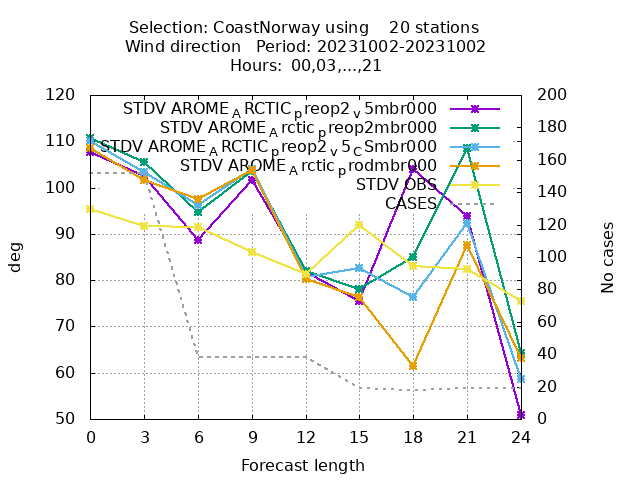 Selection: CoastNorway using    20 stations
Wind direction   Period: 20231002-20231002
Hours:  00,03,...,21
STDV AROME_ARCTIC_preop2_v5mbr000
STDV AROME_Arctic_preop2mbr000
STDV AROME_ARCTIC_preop2_v5_CSmbr000
STDV AROME_Arctic_prodmbr000
STDV OBS
CASES
120
110
100
90
80
70
60
50
deg
200
180
160
140
120
100
80
60
40
20
0
No cases
0 3 6 9 12 15 18 21 24
Forecast length